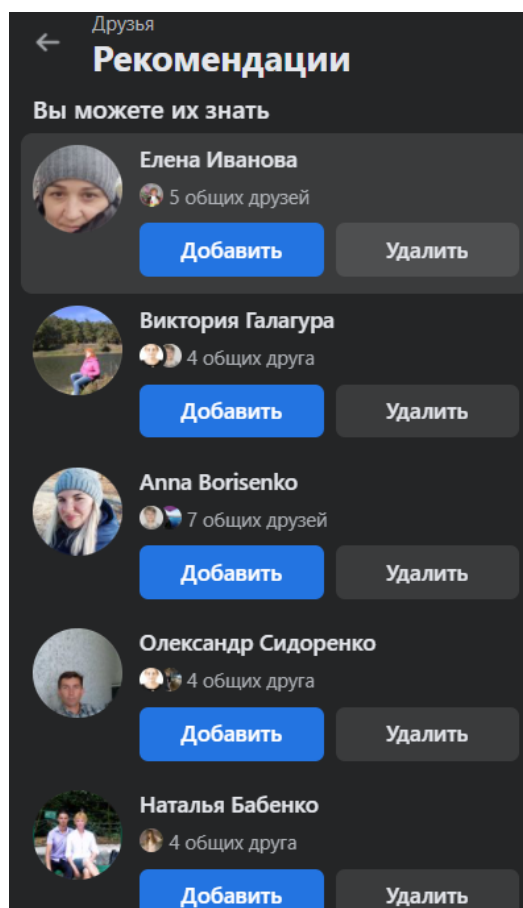 Друзья
Рекомендации
Вы можете их знать
Елена Иванова
5 общих друзей
Добавить Удалить
Виктория Галагура
4 общих друга
Добавить Удалить
Anna Borisenko
7 общих друзей
Добавить Удалить
Олександр Сидоренко
4 общих друга
Добавить Удалить
Наталья Бабенко
4 общих друга
Добавить Удалить